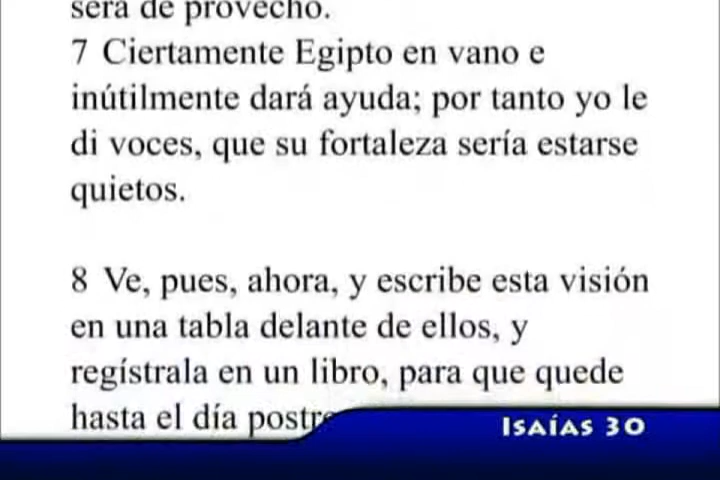 será de provecho.
7 Ciertamente Egipto en vano e
inútilmente dará ayuda; por tanto yo le
di voces, que su fortaleza sería estarse
quietos.
8 Ve, pues, ahora, y escribe esta visión
en una tabla delante de ellos, y
regístrala en un libro, para que quede
hasta el día
Isaías 30